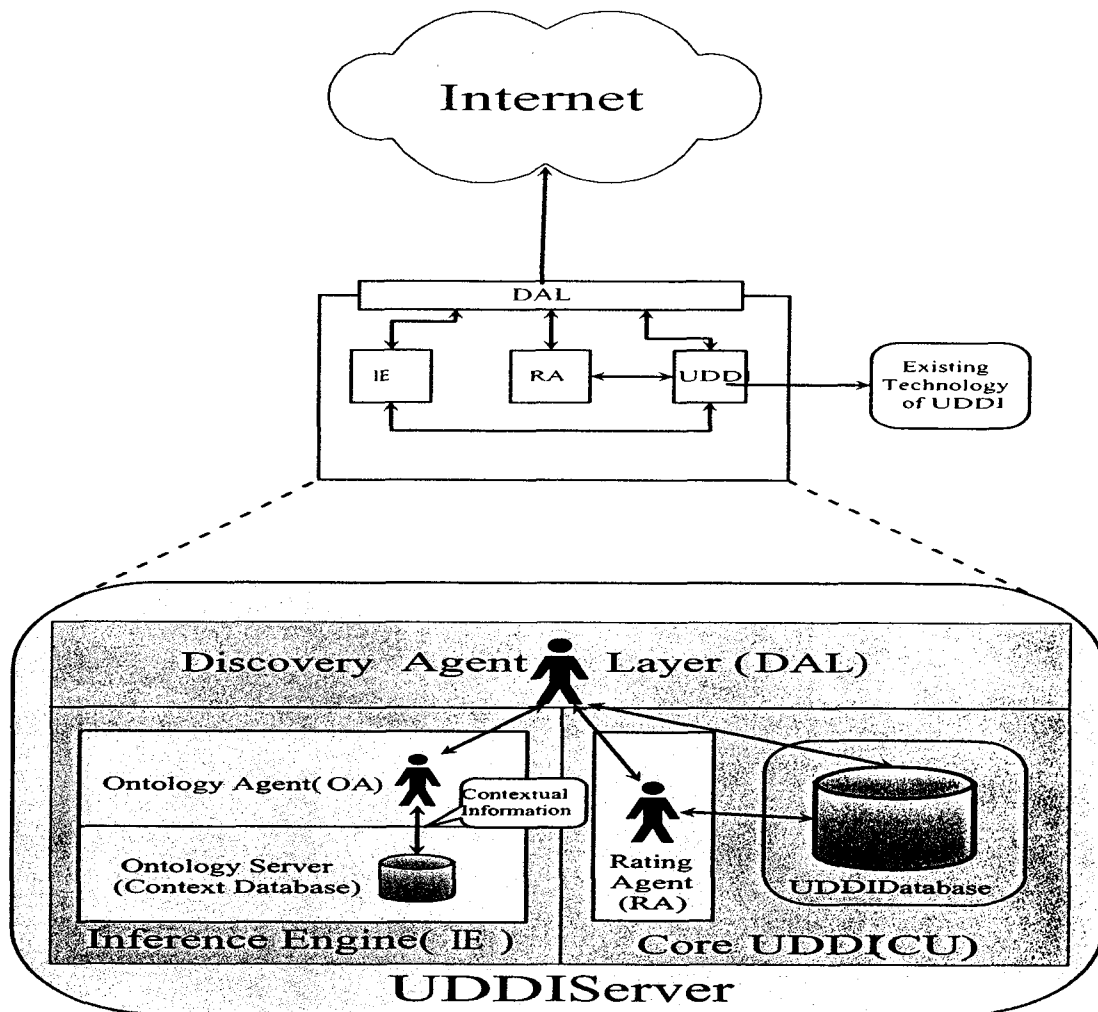 Internet
DAL
IE
RA
UDDI
Existing
Technology
of UDDI
Discovery Agent Layer (DAL)
Ontology Agent( OA)
Contextual
Information
Ontology Server
(Context Database)
Rating
Agent
(RA)
UDDIDatabase
Inference Engine( IE )
Core UDDI(CU)
UDDIServer